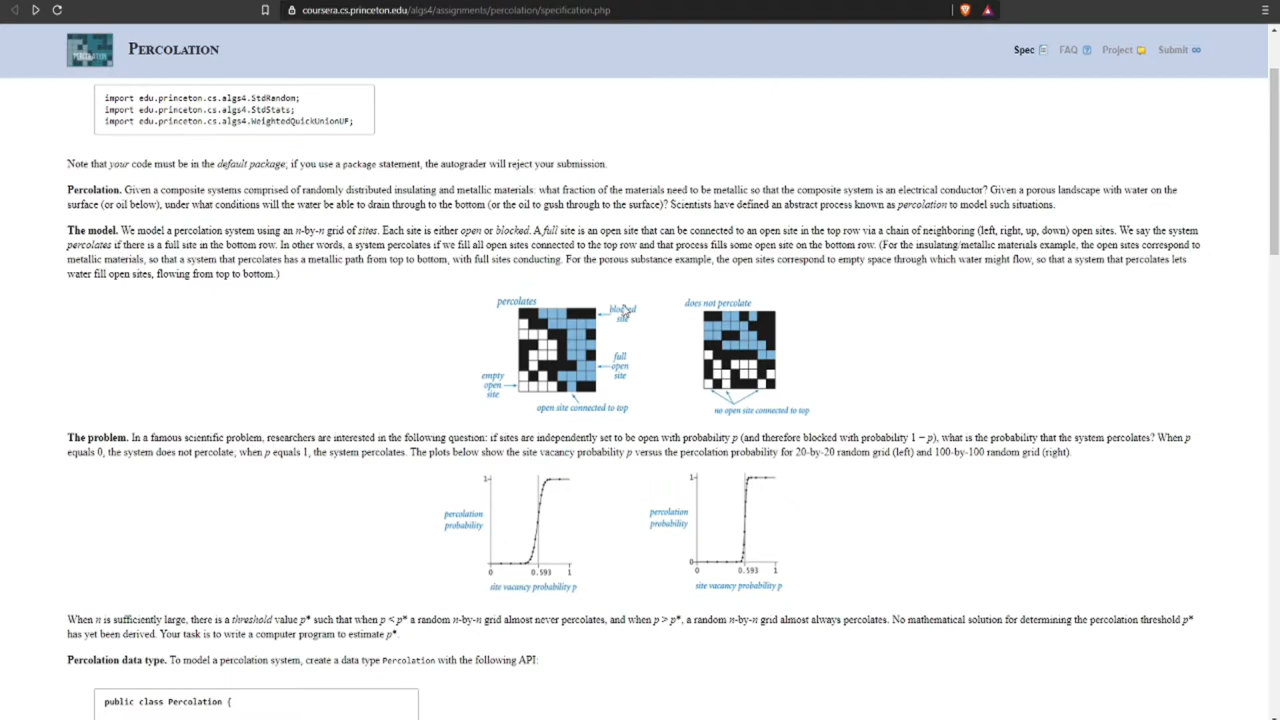 coursera.cs.princeton.edu/algs4/assignments/percolation/specification.php
PERCOLATION
Spec FAQ Project Submit
import edu.princeton.cs.algs4.StdRandom;
import edu.princeton.cs.algs4.StdStats;
import edu.princeton.cs.algs4.WeightedQuickUnionUF;
Note that your code must be in the default package; if you use a package statement, the autograder will reject your submission.
Percolation. Given a composite systems comprised of randomly distributed insulating and metallic materials: what fraction of the materials need to be metallic so that the composite system is an electrical conductor? Given a porous landscape with water on the
surface (or oil below), under what conditions will the water be able to drain through to the bottom (or the oil to gush through to the surface)? Scientists have defined an abstract process known as percolation to model such situations.
The model. We model a percolation system using an n-by-n grid of sites. Each site is either open or blocked. A full site is an open site that can be connected to an open site in the top row via a chain of neighboring (left, right, up, down) open sites. We say the system
percolates if there is a full site in the bottom row. In other words, a system percolates if we fill all open sites connected to the top row and that process fills some open site on the bottom row. (For the insulating/metallic materials example, the open sites correspond to
metallic materials, so that a system that percolates has a metallic path from top to bottom, with full sites conducting. For the porous substance example, the open sites correspond to empty space through which water might flow, so that a system that percolates lets
water fill open sites, flowing from top to bottom.)
percolates
blocked
site
full
open
site
empty
open
site
open site connected to top
does not percolate
no open site connected to top
The problem. In a famous scientific problem, researchers are interested in the following question: if sites are independently set to be open with probability p (and therefore blocked with probability 1 − p), what is the probability that the system percolates? When p
equals 0, the system does not percolate; when p equals 1, the system percolates. The plots below show the site vacancy probability p versus the percolation probability for 20-by-20 random grid (left) and 100-by-100 random grid (right).
1
percolation
probability
0 0.593 1
site vacancy probability p
1
percolation
probability
0
0 0.593 1
site vacancy probability p
When n is sufficiently large, there is a threshold value p* such that when p < p* a random n-by-n grid almost never percolates, and when p > p*, a random n-by-n grid almost always percolates. No mathematical solution for determining the percolation threshold p*
has yet been derived. Your task is to write a computer program to estimate p*.
Percolation data type. To model a percolation system, create a data type Percolation with the following API:
public class Percolation {